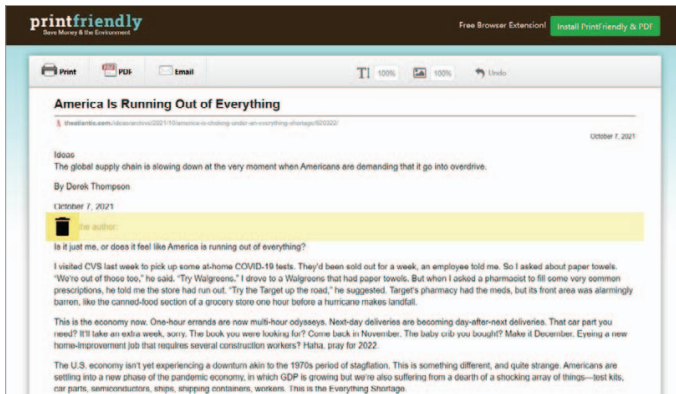 printfriendly
Save Money & the Environment
Free Browser Extencion!
Install PrintFriendly & PDF
Print
PDF
Email
100%
100%
Undo
America Is Running Out of Everything
theatlantic.com/ideas/archive/2021/10/america-is-choking-under-an-everything-shortage/620322/
October 7, 2021
Ideas
The global supply chain is slowing down at the very moment when Americans are demanding that it go into overdrive.
By Derek Thompson
October 7, 2021
the author:
Is it just me, or does it feel like America is running out of everything?
I visited CVS last week to pick up some at-home COVID-19 tests. They'd been sold out for a week, an employee told me. So I asked about paper towels.
"We're out of those too," he said. "Try Walgreens." I drove to a Walgreens that had paper towels. But when I asked a pharmacist to fill some very common
prescriptions, he told me the store had run out. "Try the Target up the road," he suggested. Target's pharmacy had the meds, but its front area was alarmingly
barren, like the canned-food section of a grocery store one hour before a hurricane makes landfall.
This is the economy now. One-hour errands are now multi-hour odysseys. Next-day deliveries are becoming day-after-next deliveries. That car part you
need? It'll take an extra week, sorry. The book you were looking for? Come back in November. The baby crib you bought? Make it December. Eyeing a new
home-improvement job that requires several construction workers? Haha, pray for 2022.
The U.S. economy isn't yet experiencing a downturn akin to the 1970s period of stagflation. This is something different, and quite strange. Americans are
settling into a new phase of the pandemic economy, in which GDP is growing but we're also suffering from a dearth of a shocking array of things—test kits,
car parts, semiconductors, ships, shipping containers, workers. This is the Everything Shortage.